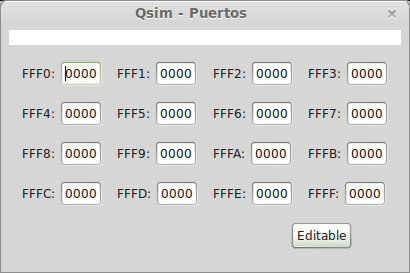 Qsim - Puertos ×
FFF0: 0000 FFF1: 0000 FFF2: 0000 FFF3: 0000
FFF4: 0000 FFF5: 0000 FFF6: 0000 FFF7: 0000
FFF8: 0000 FFF9: 0000 FFFA: 0000 FFFB: 0000
FFFC: 0000 FFFD: 0000 FFFE: 0000 FFFF: 0000
Editable